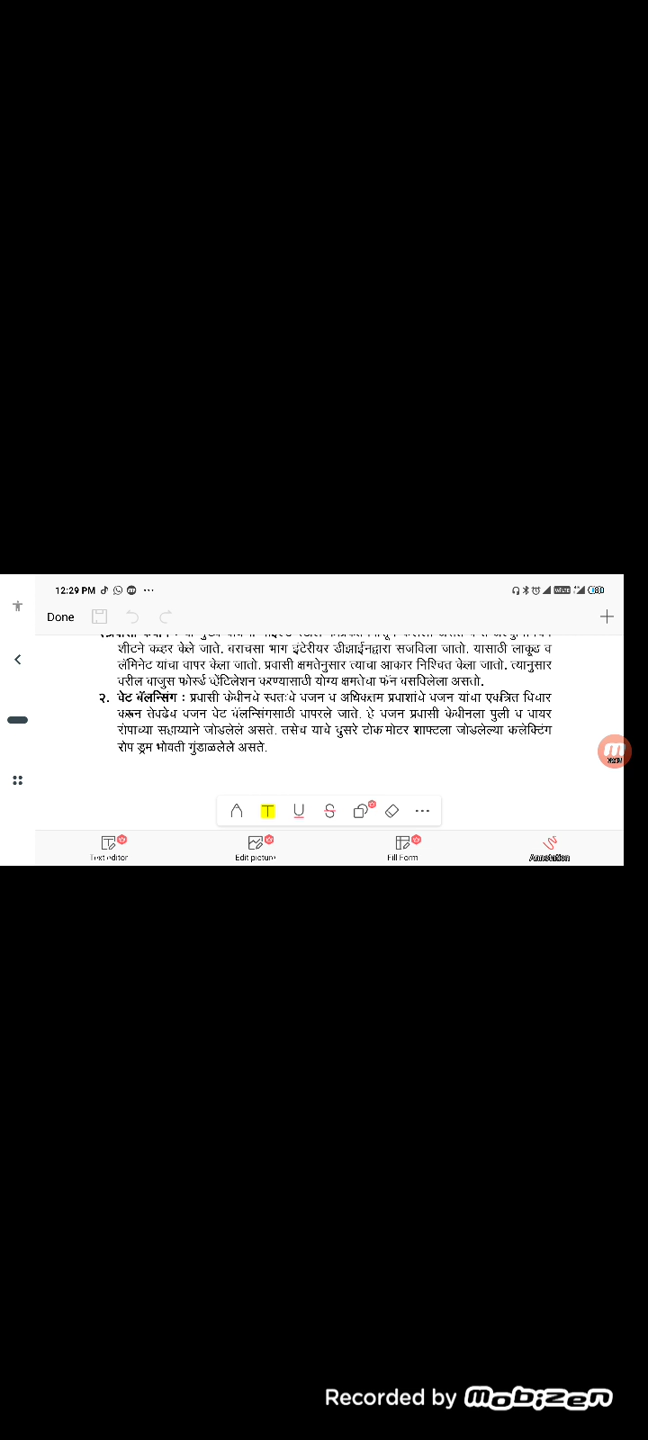 12:29 PM
Done
शीटने कव्हर केले जाते. बराचसा भाग इंटेरीयर डीझाईनद्वारा सजविला जातो. यासाठी लाकूड व
लॅमिनेट यांचा वापर केला जातो. प्रवासी क्षमतेनुसार त्याचा आकार निश्चित केला जातो. त्यानुसार
वरील बाजुस फोर्स्ड व्हेंटिलेशन करण्यासाठी योग्य क्षमतेचा फॅन बसविलेला असतो.
२. वेट बॅलन्सिंग : प्रवासी केबीनचे स्वतःचे वजन व अधिकतम प्रवाशांचे वजन यांचा एकत्रित विचार
करून तेवढेच वजन वेट बॅलन्सिंगसाठी वापरले जाते. हे वजन प्रवासी केबीनला पुली व वायर
रोपाच्या सहाय्याने जोडलेले असते. तसेच याचे दुसरे टोक मोटर शाफ्टला जोडलेल्या कलेक्टिंग
रोप ड्रम भोवती गुंडाळलेले असते.
Text editor
Edit picture
Fill Form
Annotation
Recorded by Mobizen